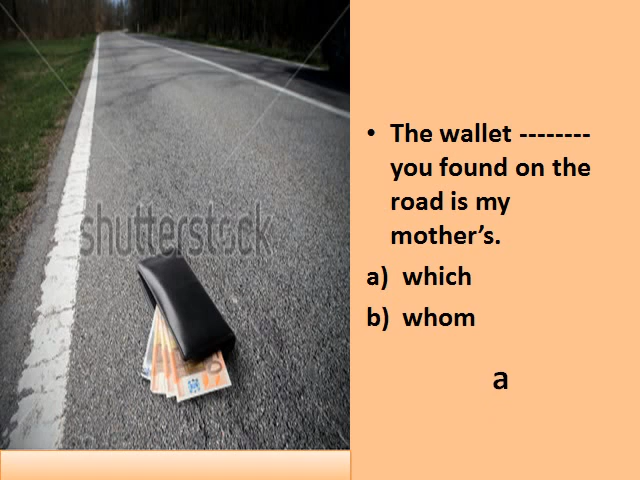 shutterstock
• The wallet --------
you found on the
road is my
mother’s.
a) which
b) whom
a